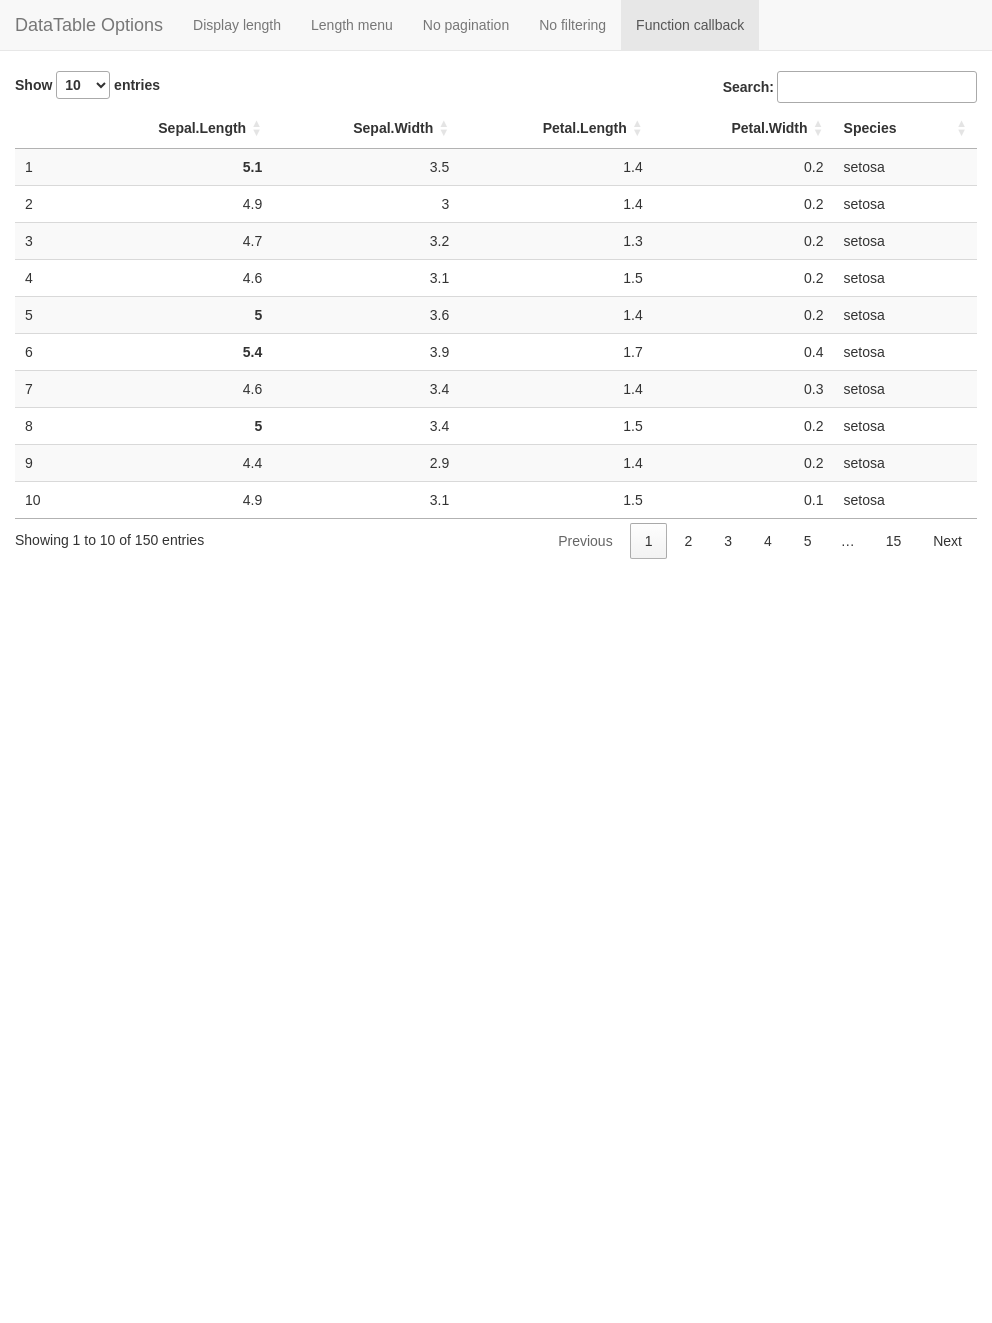 DataTable Options Display length Length menu No pagination No filtering Function callback
Show 10 entries Search:
Sepal.Length Sepal.Width Petal.Length Petal.Width Species
1 5.1 3.5 1.4 0.2 setosa
2 4.9 3 1.4 0.2 setosa
3 4.7 3.2 1.3 0.2 setosa
4 4.6 3.1 1.5 0.2 setosa
5 5 3.6 1.4 0.2 setosa
6 5.4 3.9 1.7 0.4 setosa
7 4.6 3.4 1.4 0.3 setosa
8 5 3.4 1.5 0.2 setosa
9 4.4 2.9 1.4 0.2 setosa
10 4.9 3.1 1.5 0.1 setosa
Showing 1 to 10 of 150 entries Previous 1 2 3 4 5 … 15 Next